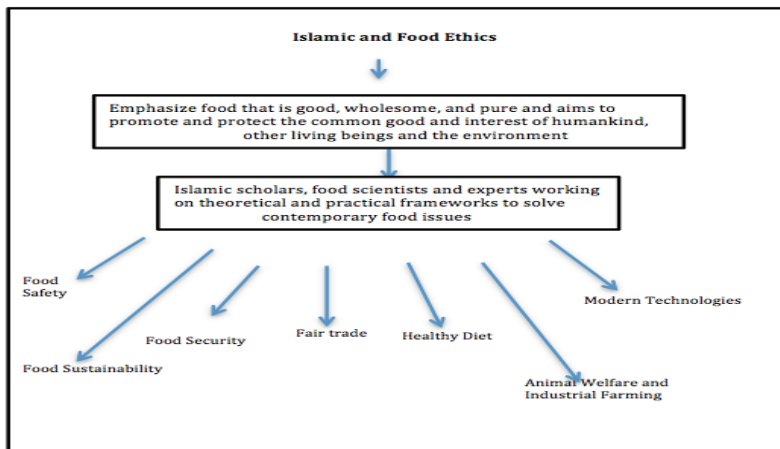 Islamic and Food Ethics
Emphasize food that is good, wholesome, and pure and aims to
promote and protect the common good and interest of humankind,
other living beings and the environment
Islamic scholars, food scientists and experts working
on theoretical and practical frameworks to solve
contemporary food issues
Food
Safety
Food Sustainability
Food Security
Fair trade
Healthy Diet
Animal Welfare and
Industrial Farming
Modern Technologies